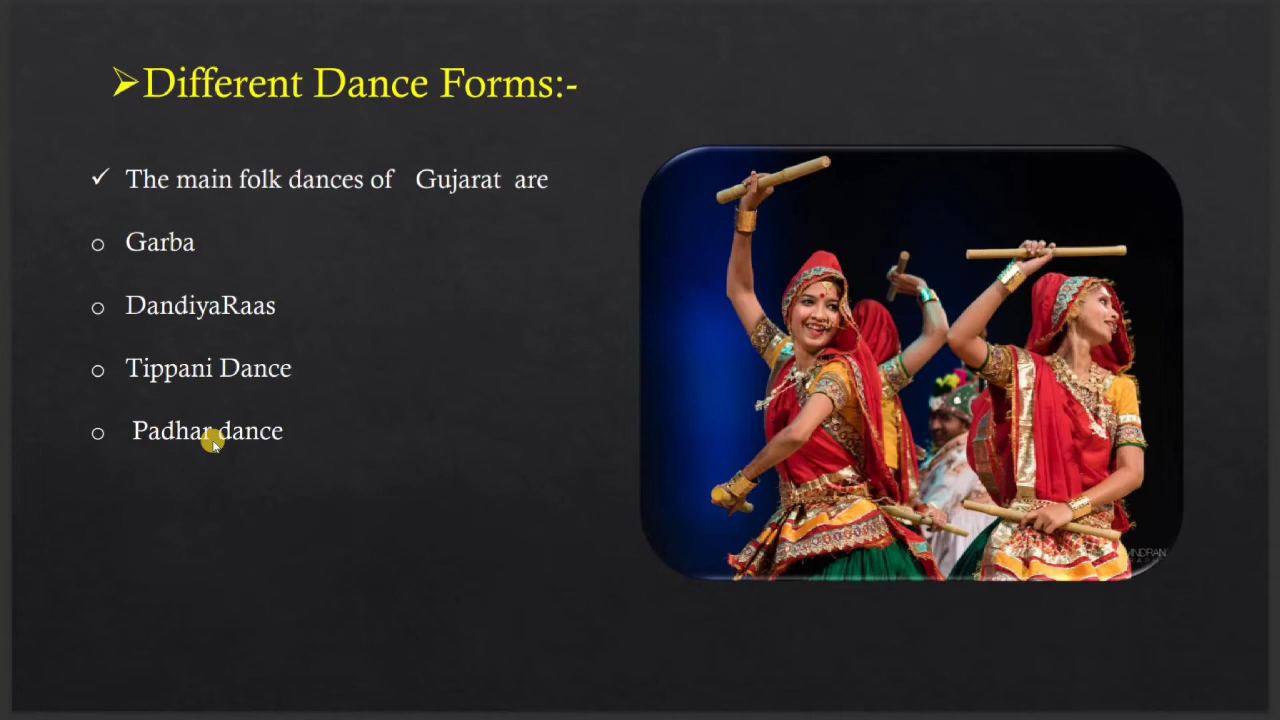 ➢Different Dance Forms:-
✓ The main folk dances of Gujarat are
o Garba
o DandiyaRaas
o Tippani Dance
o Padhar dance